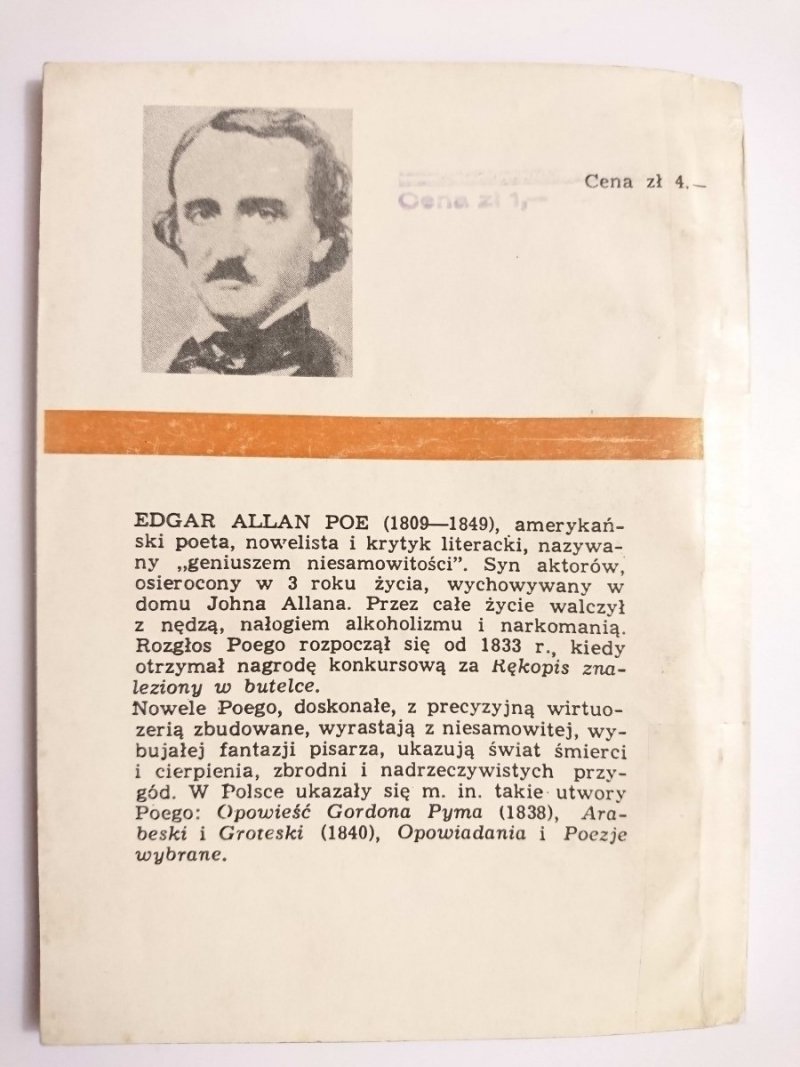 Cena zł 4.—
Cena zł 1,—
EDGAR ALLAN POE (1809—1849), amerykań-
ski poeta, nowelista i krytyk literacki, nazywa-
ny „geniuszem niesamowitości”. Syn aktorów,
osierocony w 3 roku życia, wychowywany w
domu Johna Allana. Przez całe życie walczył
z nędzą, nałogiem alkoholizmu i narkomanią.
Rozgłos Poego rozpoczął się od 1833 r., kiedy
otrzymał nagrodę konkursową za Rękopis zna-
leziony w butelce.
Nowele Poego, doskonałe, z precyzyjną wirtuo-
zerią zbudowane, wyrastają z niesamowitej, wy-
bujałej fantazji pisarza, ukazują świat śmierci
i cierpienia, zbrodni i nadrzeczywistych przy-
gód. W Polsce ukazały się m. in. takie utwory
Poego: Opowieść Gordona Pyma (1838), Ara-
beski i Groteski (1840), Opowiadania i Poezje
wybrane.